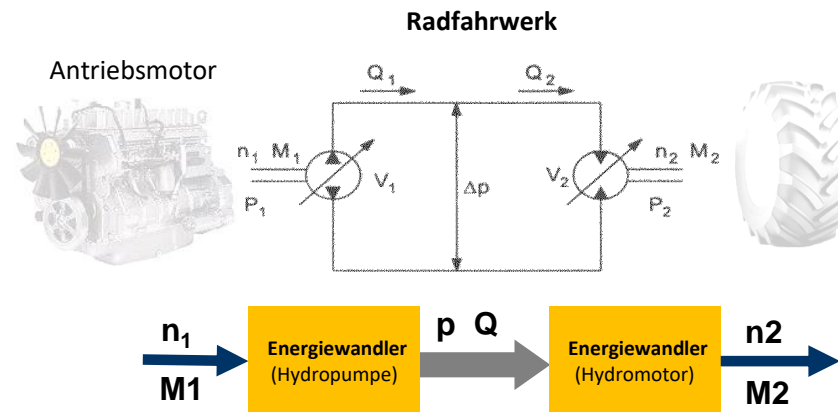 Radfahrwerk
Antriebsmotor
Q₁
Q₂
n₁ M₁
V₁
P₁
Δp
n₂ M₂
V₂
P₂
n₁
M1
Energiewandler
(Hydropumpe)
p Q
Energiewandler
(Hydromotor)
n2
M2